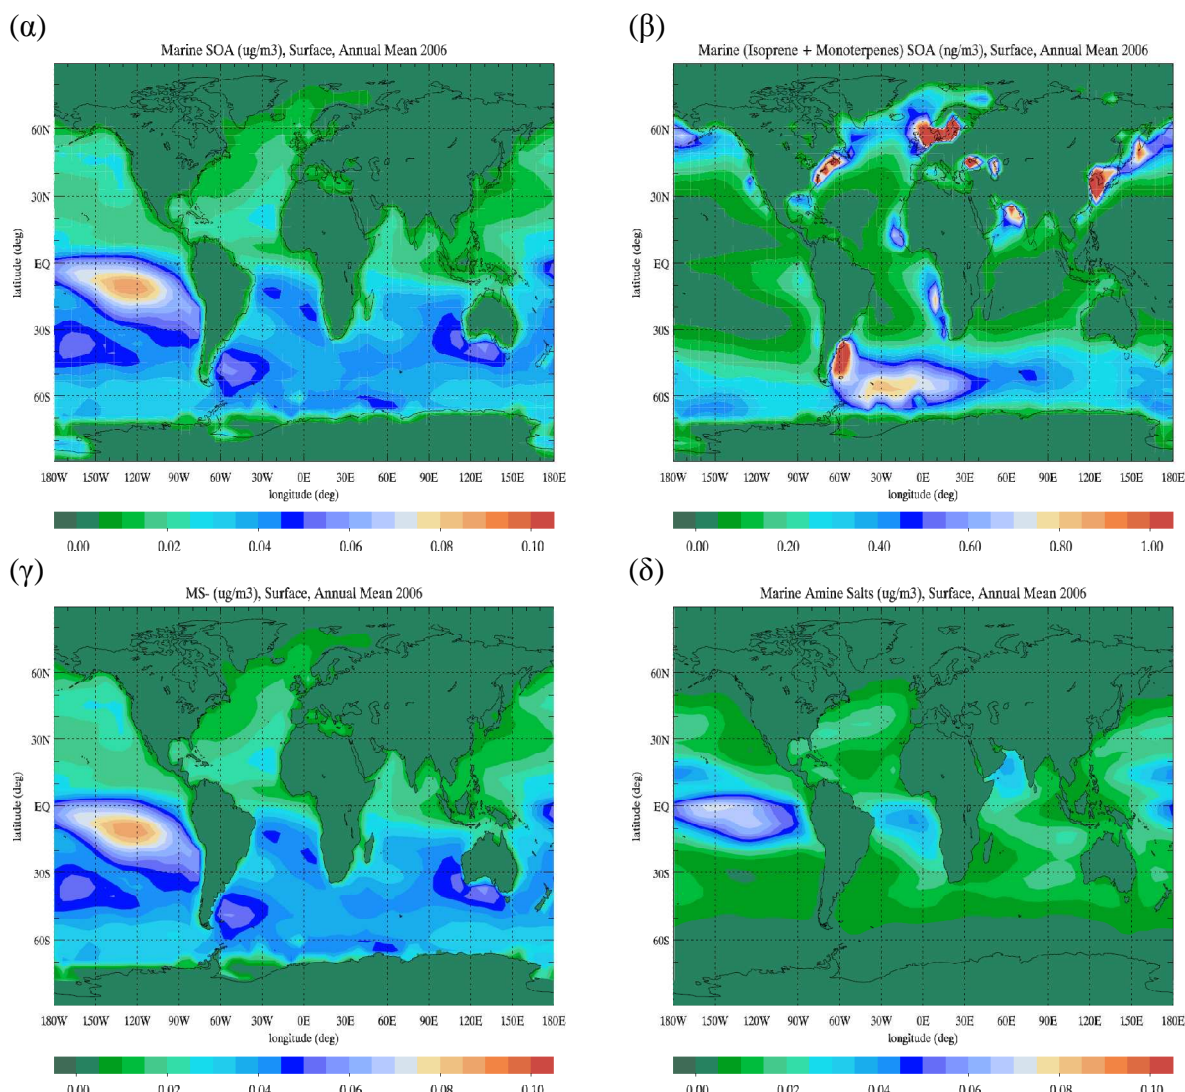 (α)
Marine SOA (ug/m3), Surface, Annual Mean 2006
60N
30N
EQ
30S
60S
latitude (deg)
180W 150W 120W 90W 60W 30W 0E 30E 60E 90E 120E 150E 180E
longitude (deg)
0.00 0.02 0.04 0.06 0.08 0.10
(β)
Marine (Isoprene + Monoterpenes) SOA (ng/m3), Surface, Annual Mean 2006
60N
30N
EQ
30S
60S
latitude (deg)
180W 150W 120W 90W 60W 30W 0E 30E 60E 90E 120E 150E 180E
longitude (deg)
0.00 0.20 0.40 0.60 0.80 1.00
(γ)
MS- (ug/m3), Surface, Annual Mean 2006
60N
30N
EQ
30S
60S
latitude (deg)
180W 150W 120W 90W 60W 30W 0E 30E 60E 90E 120E 150E 180E
longitude (deg)
0.00 0.02 0.04 0.06 0.08 0.10
(δ)
Marine Amine Salts (ug/m3), Surface, Annual Mean 2006
60N
30N
EQ
30S
60S
latitude (deg)
180W 150W 120W 90W 60W 30W 0E 30E 60E 90E 120E 150E 180E
longitude (deg)
0.00 0.02 0.04 0.06 0.08 0.10